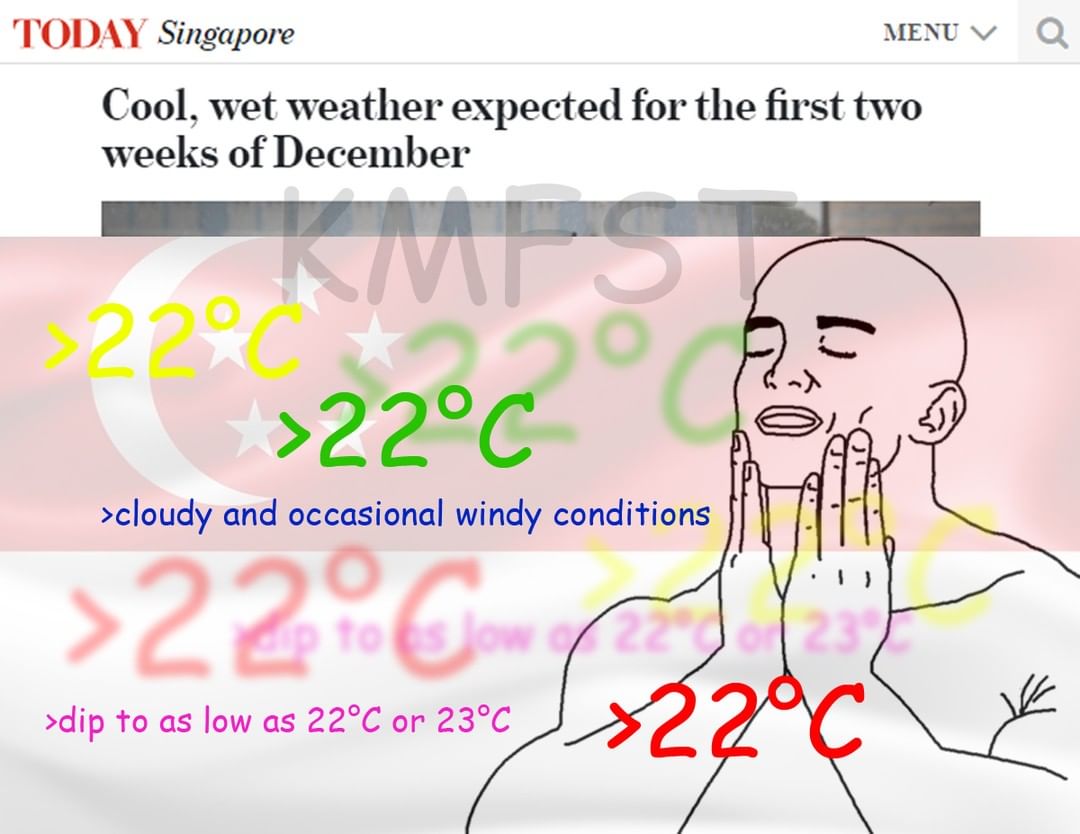 TODAY Singapore
MENU
Cool, wet weather expected for the first two
weeks of December
KMFST
>22°C
>22°C
>22°C
>cloudy and occasional windy conditions
>22°C
>22°C
>dip to as low as 22°C or 23°C
>22°C
>dip to as low as 22°C or 23°C